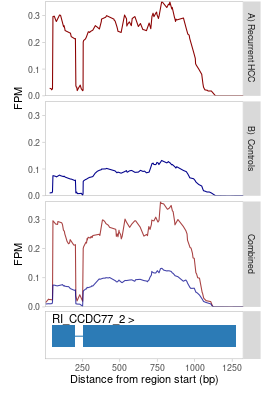 0.3
0.2
0.1
0.0
FPM
A) Recurrent HCC
0.3
0.2
0.1
0.0
B) Controls
0.3
0.2
0.1
0.0
FPM
Combined
RI_CCDC77_2 >
250 500 750 1000 1250
Distance from region start (bp)